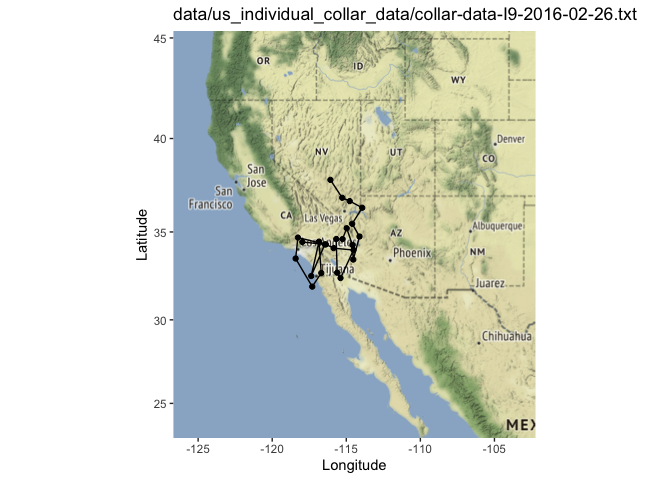 data/us_individual_collar_data/collar-data-I9-2016-02-26.txt
45
40
35
30
25
Latitude
OR
ID
WY
NV
UT
Denver
CO
San
Jose
San
Francisco
CA
Las Vegas
AZ
Albuquerque
NM
Phoenix
Juarez
Chihuahua
MEX
-125
-120
-115
-110
-105
Longitude